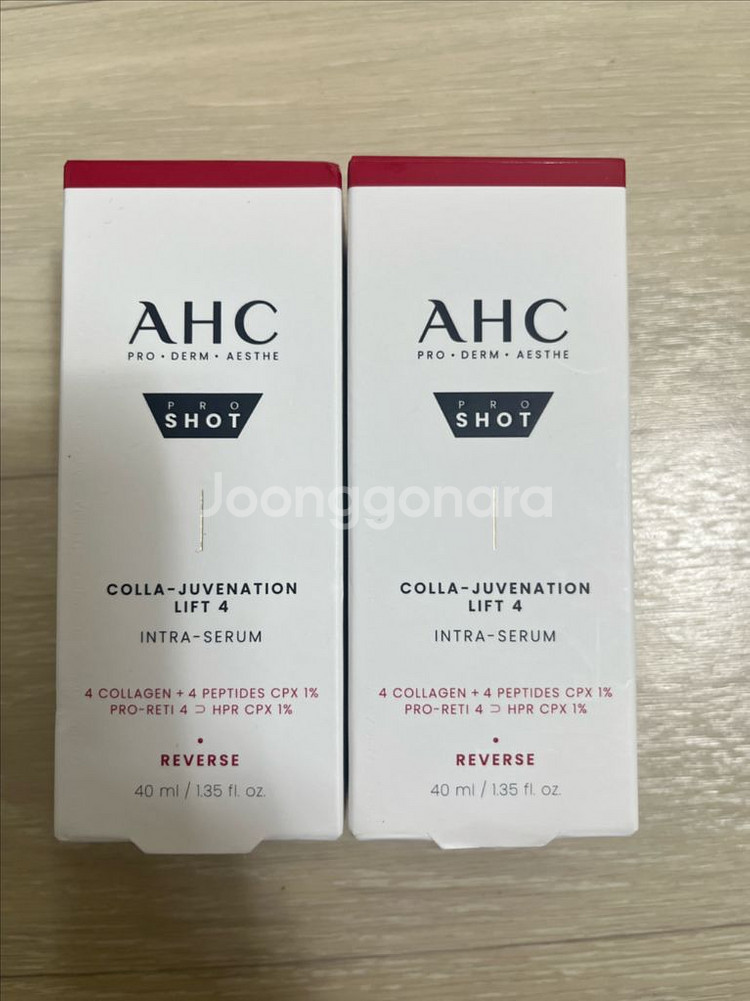 AHC
PRO • DERM • AESTHE
PRO
SHOT
COLLA-JUVENATION
LIFT 4
INTRA-SERUM
4 COLLAGEN + 4 PEPTIDES CPX 1%
PRO-RETI 4 ⊃ HPR CPX 1%
REVERSE
40 ml / 1.35 fl. oz.
AHC
PRO • DERM • AESTHE
PRO
SHOT
COLLA-JUVENATION
LIFT 4
INTRA-SERUM
4 COLLAGEN + 4 PEPTIDES CPX 1%
PRO-RETI 4 ⊃ HPR CPX 1%
REVERSE
40 ml / 1.35 fl. oz.
Joonggonara